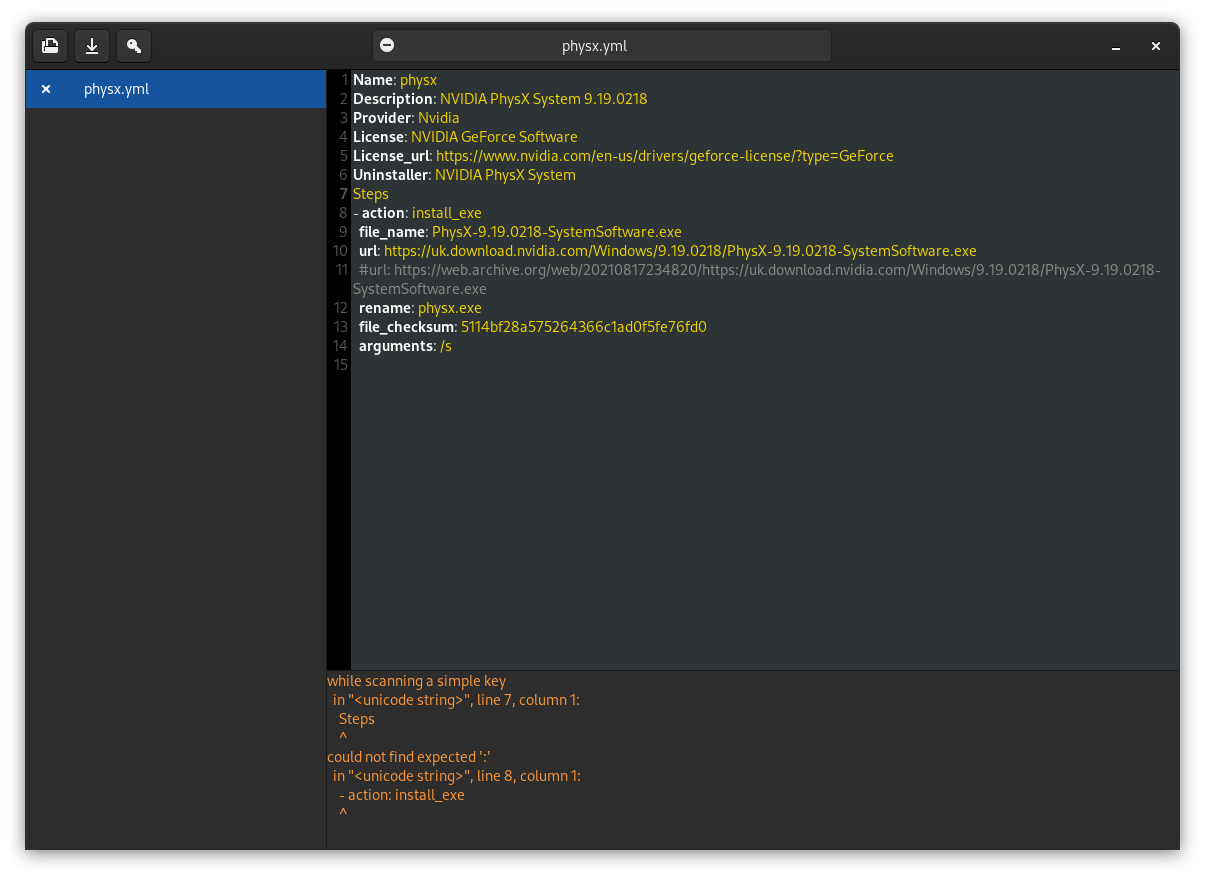 physx.yml
physx.yml
1 Name: physx
2 Description: NVIDIA PhysX System 9.19.0218
3 Provider: Nvidia
4 License: NVIDIA GeForce Software
5 License_url: https://www.nvidia.com/en-us/drivers/geforce-license/?type=GeForce
6 Uninstaller: NVIDIA PhysX System
7 Steps
8 - action: install_exe
9 file_name: PhysX-9.19.0218-SystemSoftware.exe
10 url: https://uk.download.nvidia.com/Windows/9.19.0218/PhysX-9.19.0218-SystemSoftware.exe
11 #url: https://web.archive.org/web/20210817234820/https://uk.download.nvidia.com/Windows/9.19.0218/PhysX-9.19.0218-
SystemSoftware.exe
12 rename: physx.exe
13 file_checksum: 5114bf28a575264366c1ad0f5fe76fd0
14 arguments: /s
15
while scanning a simple key
in "<unicode string>", line 7, column 1:
Steps
^
could not find expected ':'
in "<unicode string>", line 8, column 1:
- action: install_exe
^